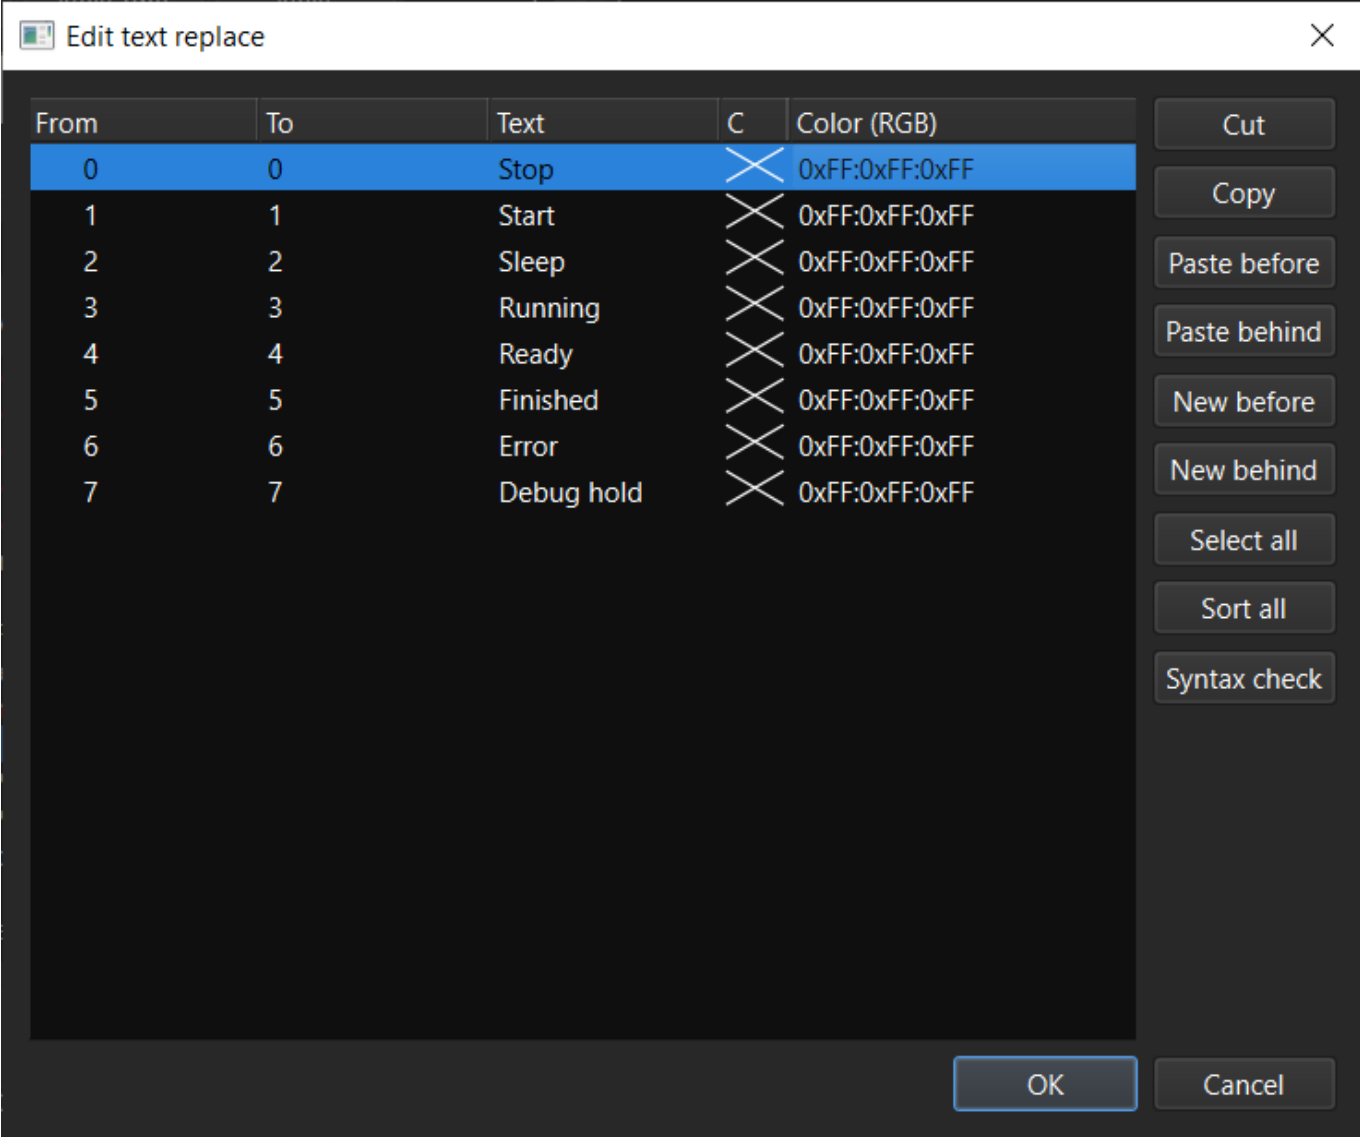 Edit text replace
From To Text C Color (RGB)
0 0 Stop 0xFF:0xFF:0xFF
1 1 Start 0xFF:0xFF:0xFF
2 2 Sleep 0xFF:0xFF:0xFF
3 3 Running 0xFF:0xFF:0xFF
4 4 Ready 0xFF:0xFF:0xFF
5 5 Finished 0xFF:0xFF:0xFF
6 6 Error 0xFF:0xFF:0xFF
7 7 Debug hold 0xFF:0xFF:0xFF
Cut
Copy
Paste before
Paste behind
New before
New behind
Select all
Sort all
Syntax check
OK Cancel